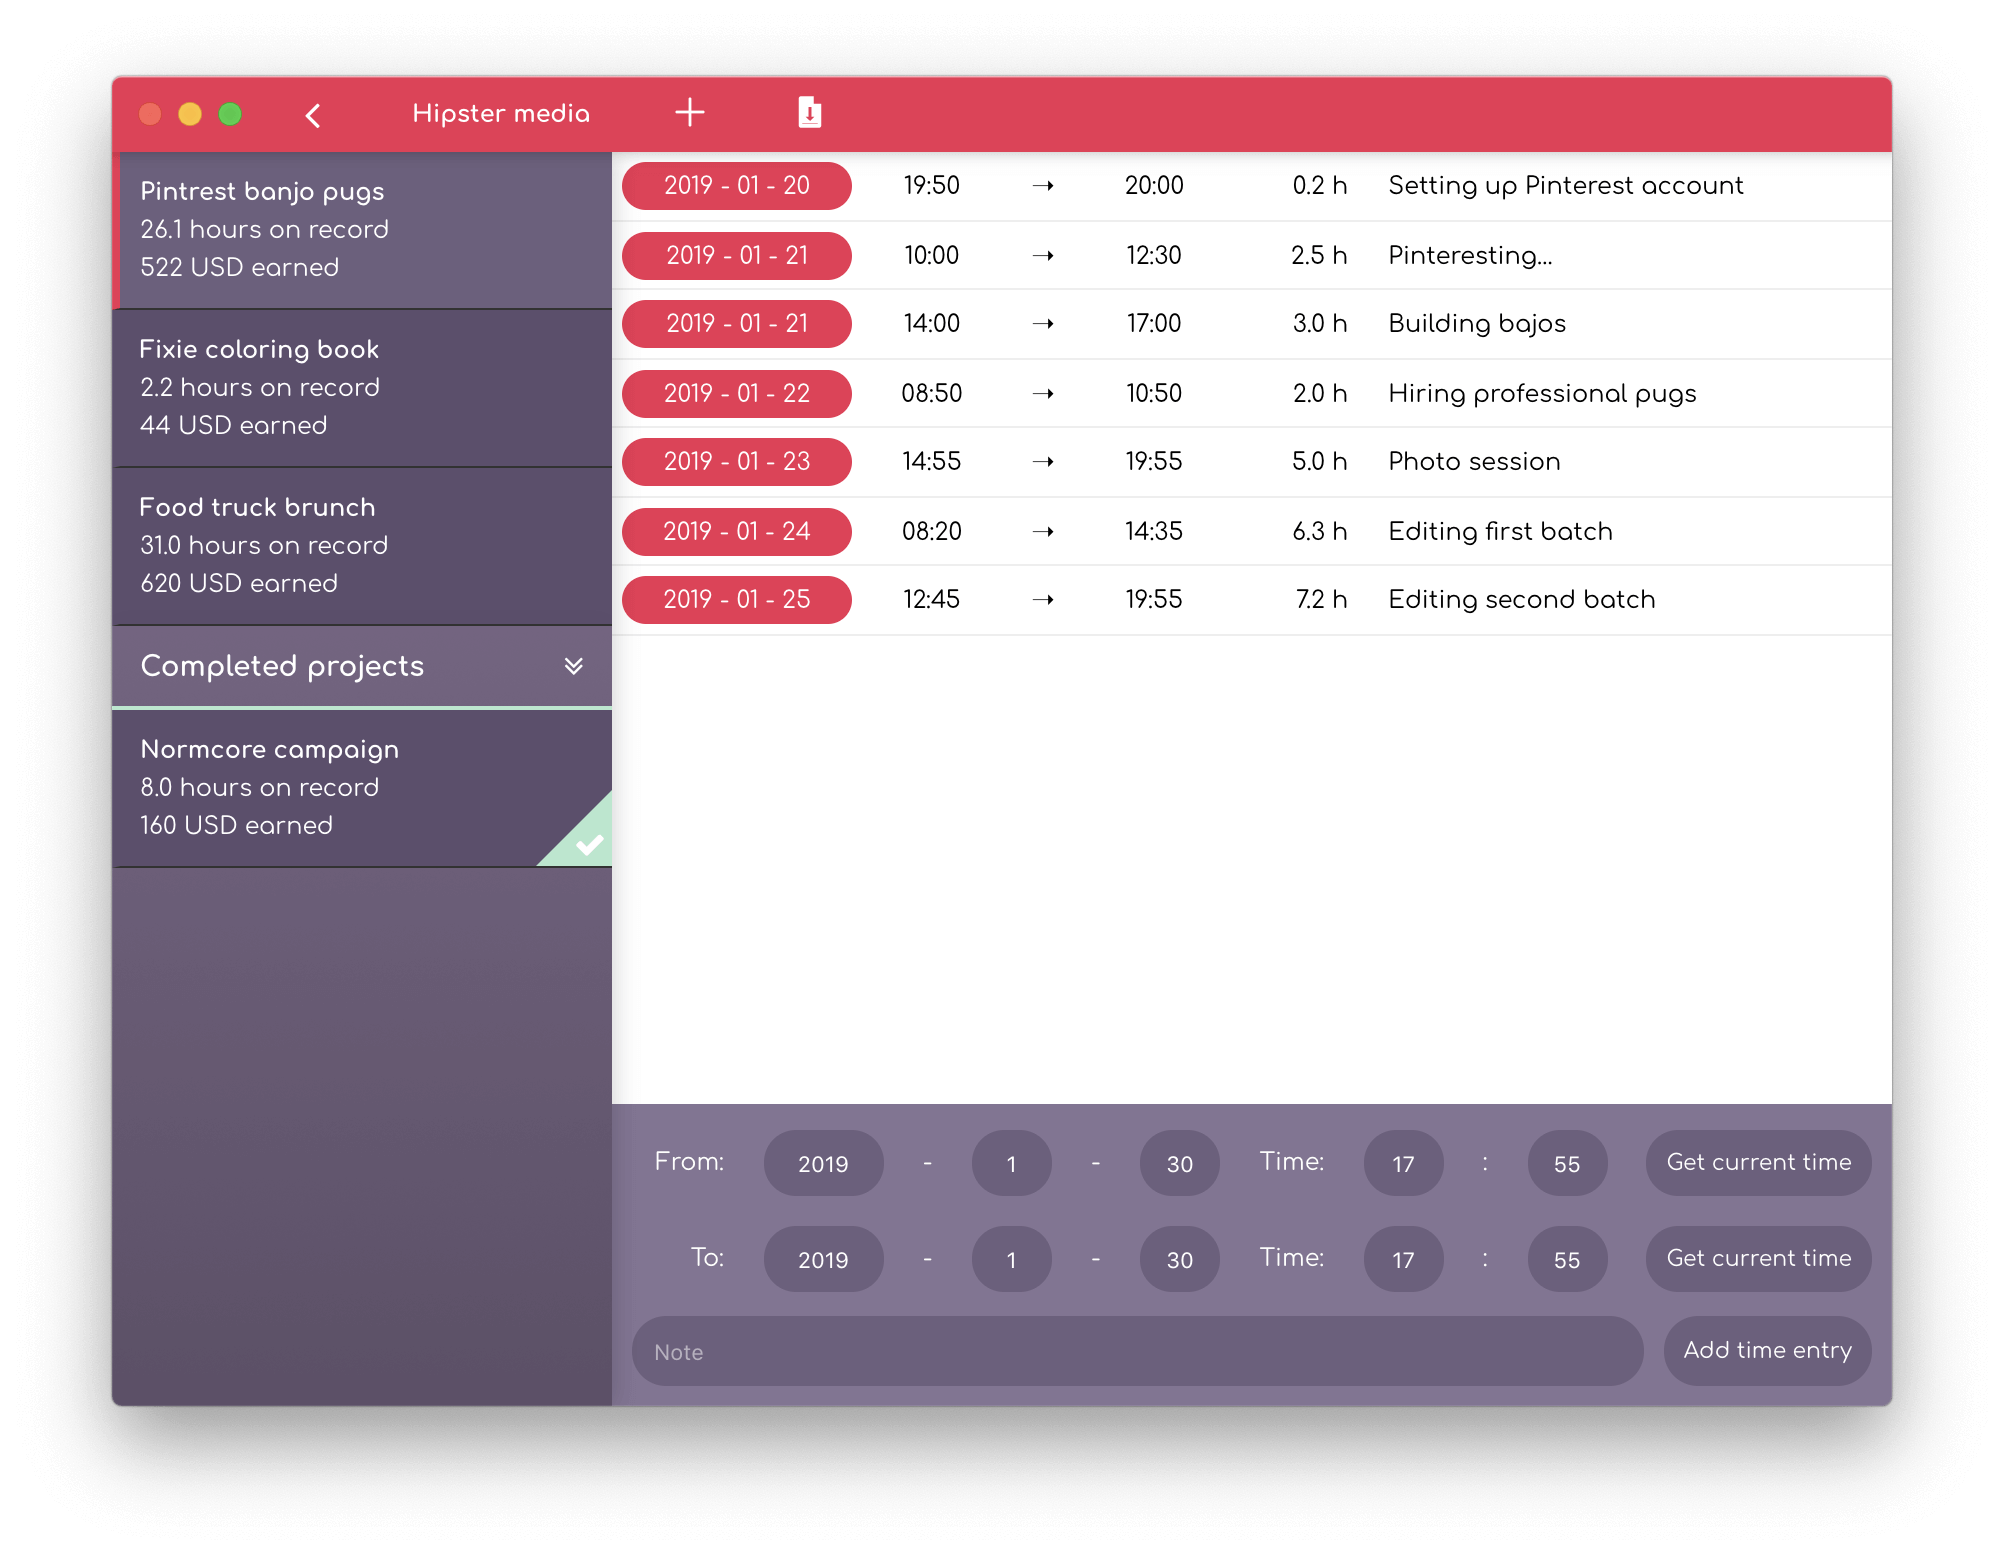 Hipster media
Pintrest banjo pugs
26.1 hours on record
522 USD earned
Fixie coloring book
2.2 hours on record
44 USD earned
Food truck brunch
31.0 hours on record
620 USD earned
Completed projects
Normcore campaign
8.0 hours on record
160 USD earned
2019 - 01 - 20 19:50 → 20:00 0.2 h Setting up Pinterest account
2019 - 01 - 21 10:00 → 12:30 2.5 h Pinteresting...
2019 - 01 - 21 14:00 → 17:00 3.0 h Building bajos
2019 - 01 - 22 08:50 → 10:50 2.0 h Hiring professional pugs
2019 - 01 - 23 14:55 → 19:55 5.0 h Photo session
2019 - 01 - 24 08:20 → 14:35 6.3 h Editing first batch
2019 - 01 - 25 12:45 → 19:55 7.2 h Editing second batch
From: 2019 - 1 - 30 Time: 17 : 55 Get current time
To: 2019 - 1 - 30 Time: 17 : 55 Get current time
Note Add time entry